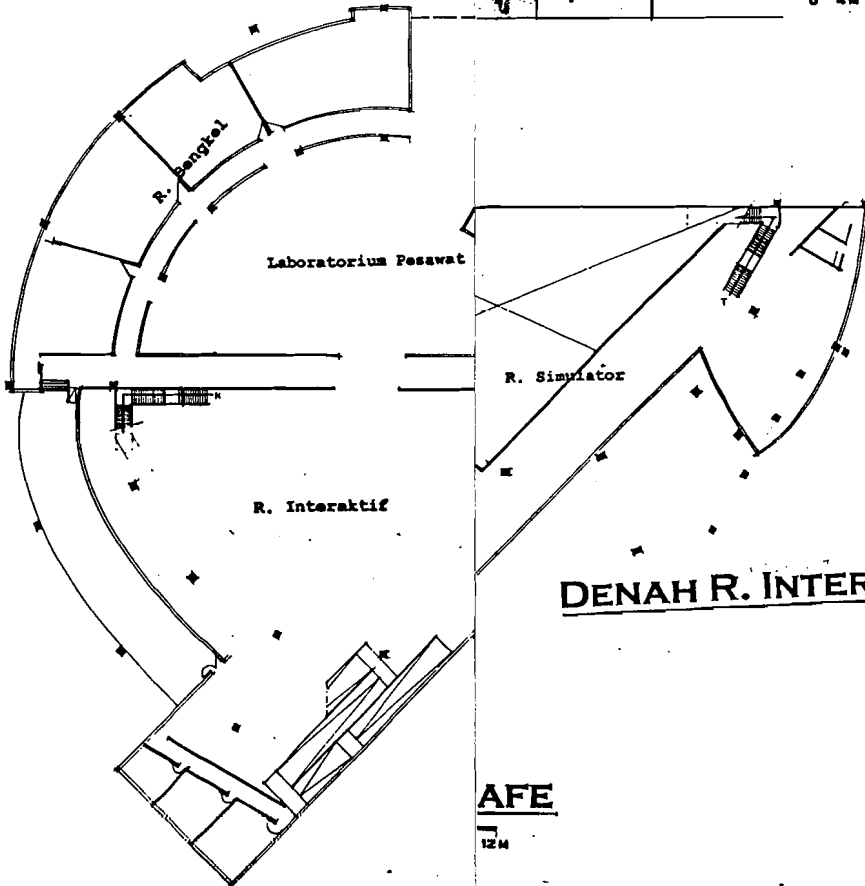 R. Bengkel
Laboratorium Pesawat
R. Simulator
R. Interaktif
DENAH R. INTER
AFE
12M